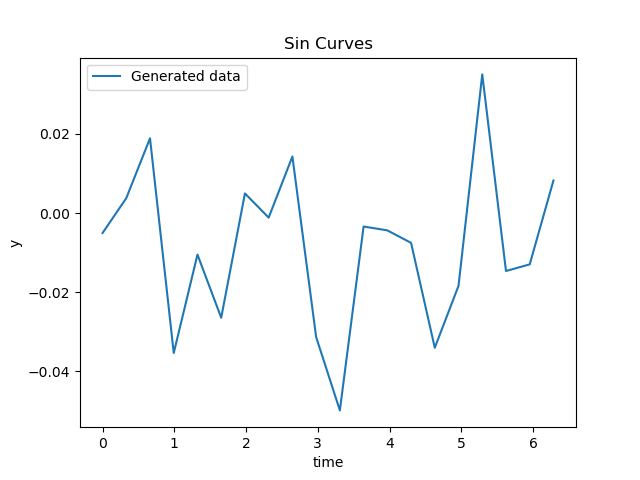 Sin Curves
Generated data
0.02
0.00
−0.02
−0.04
y
0 1 2 3 4 5 6
time